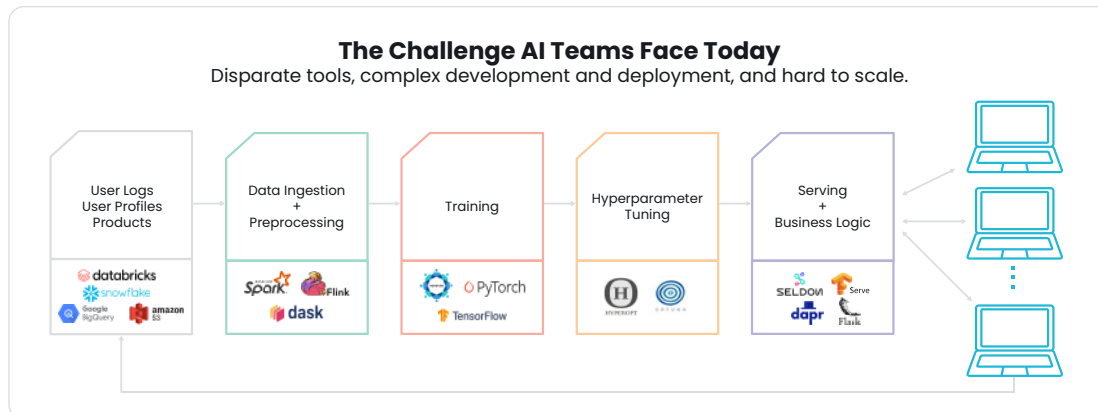 The Challenge AI Teams Face Today
Disparate tools, complex development and deployment, and hard to scale.
User Logs
User Profiles
Products
Data Ingestion
+
Preprocessing
Training
Hyperparameter
Tuning
Serving
+
Business Logic
databricks
snowflake
Google
BigQuery
amazon
S3
Spark
Flink
dask
PyTorch
TensorFlow
H
HYPEROPT
OPTUNA
SELDON
Serve
dapr
Flask